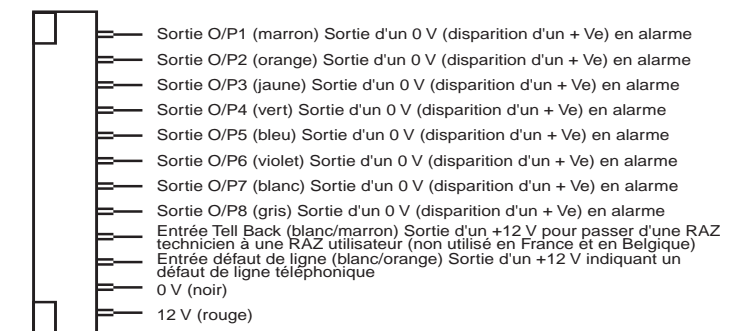 Sortie O/P1 (marron) Sortie d'un 0 V (disparition d'un + Ve) en alarme
Sortie O/P2 (orange) Sortie d'un 0 V (disparition d'un + Ve) en alarme
Sortie O/P3 (jaune) Sortie d'un 0 V (disparition d'un + Ve) en alarme
Sortie O/P4 (vert) Sortie d'un 0 V (disparition d'un + Ve) en alarme
Sortie O/P5 (bleu) Sortie d'un 0 V (disparition d'un + Ve) en alarme
Sortie O/P6 (violet) Sortie d'un 0 V (disparition d'un + Ve) en alarme
Sortie O/P7 (blanc) Sortie d'un 0 V (disparition d'un + Ve) en alarme
Sortie O/P8 (gris) Sortie d'un 0 V (disparition d'un + Ve) en alarme
Entrée Tell Back (blanc/marron) Sortie d'un +12 V pour passer d'une RAZ
technicien à une RAZ utilisateur (non utilisé en France et en Belgique)
Entrée défaut de ligne (blanc/orange) Sortie d'un +12 V indiquant un
défaut de ligne téléphonique
0 V (noir)
12 V (rouge)